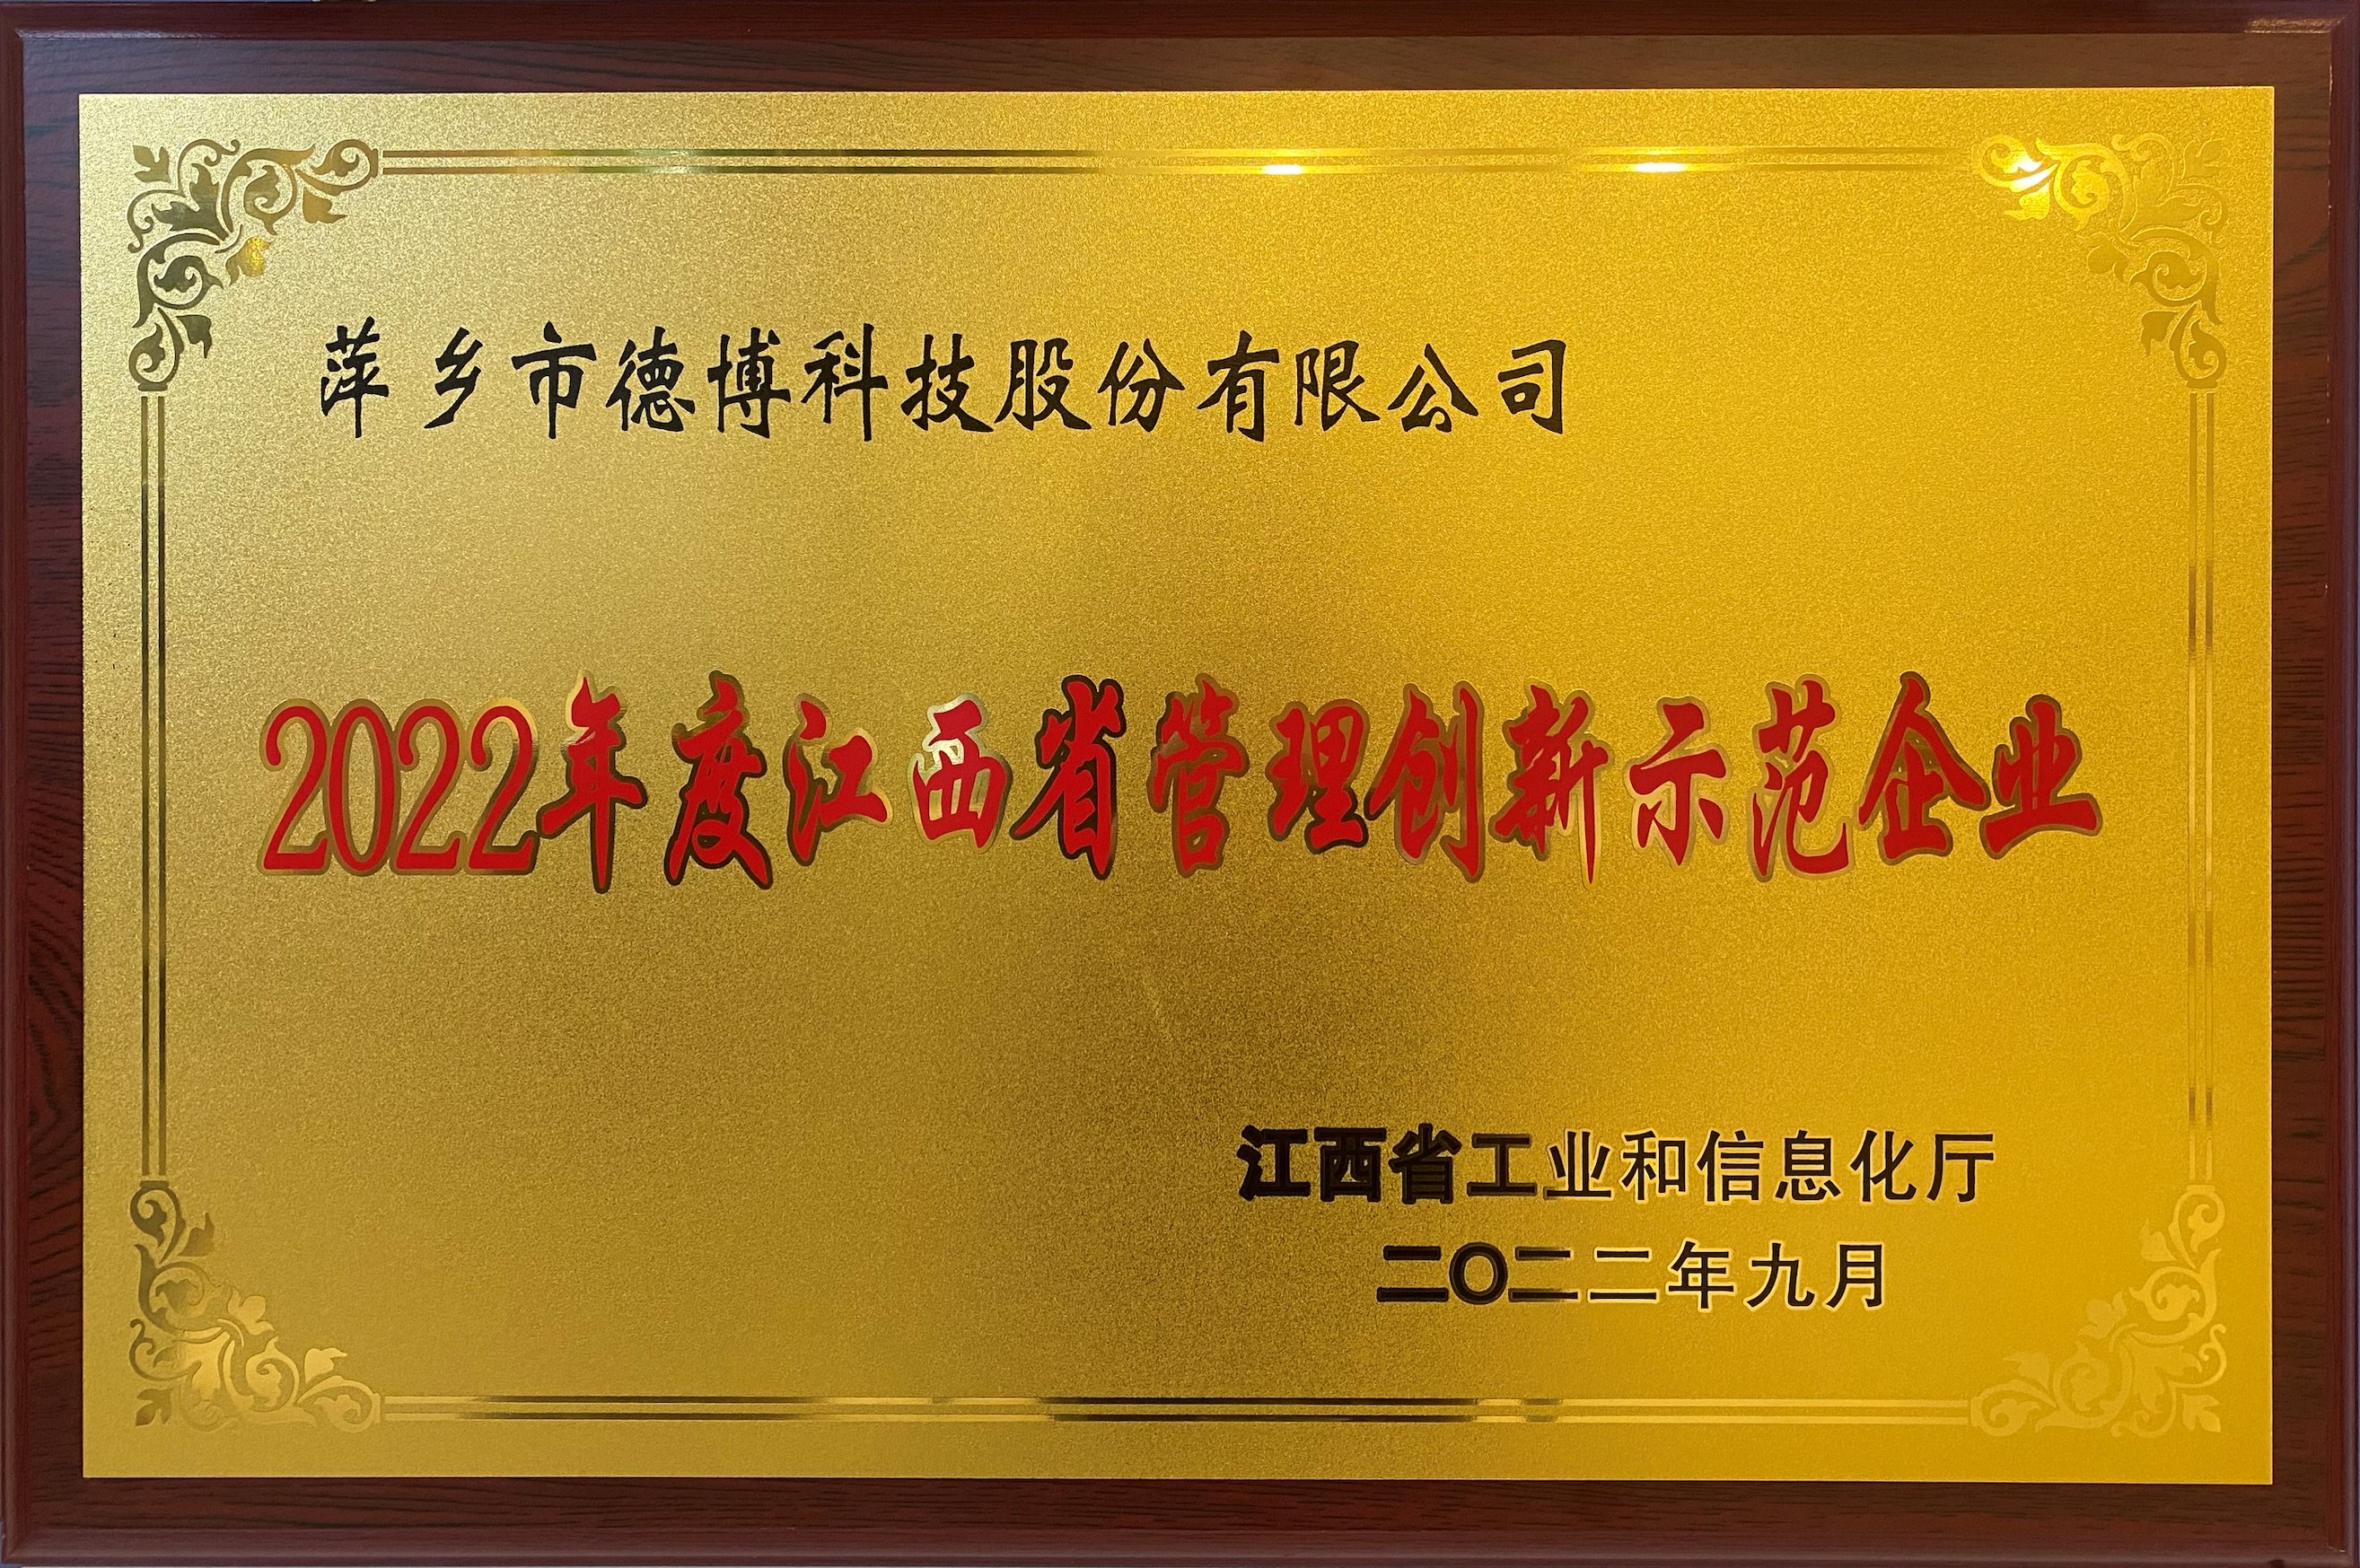 萍乡市德博科技股份有限公司
2022年度江西省管理创新示范企业
江西省工业和信息化厅
二〇二二年九月